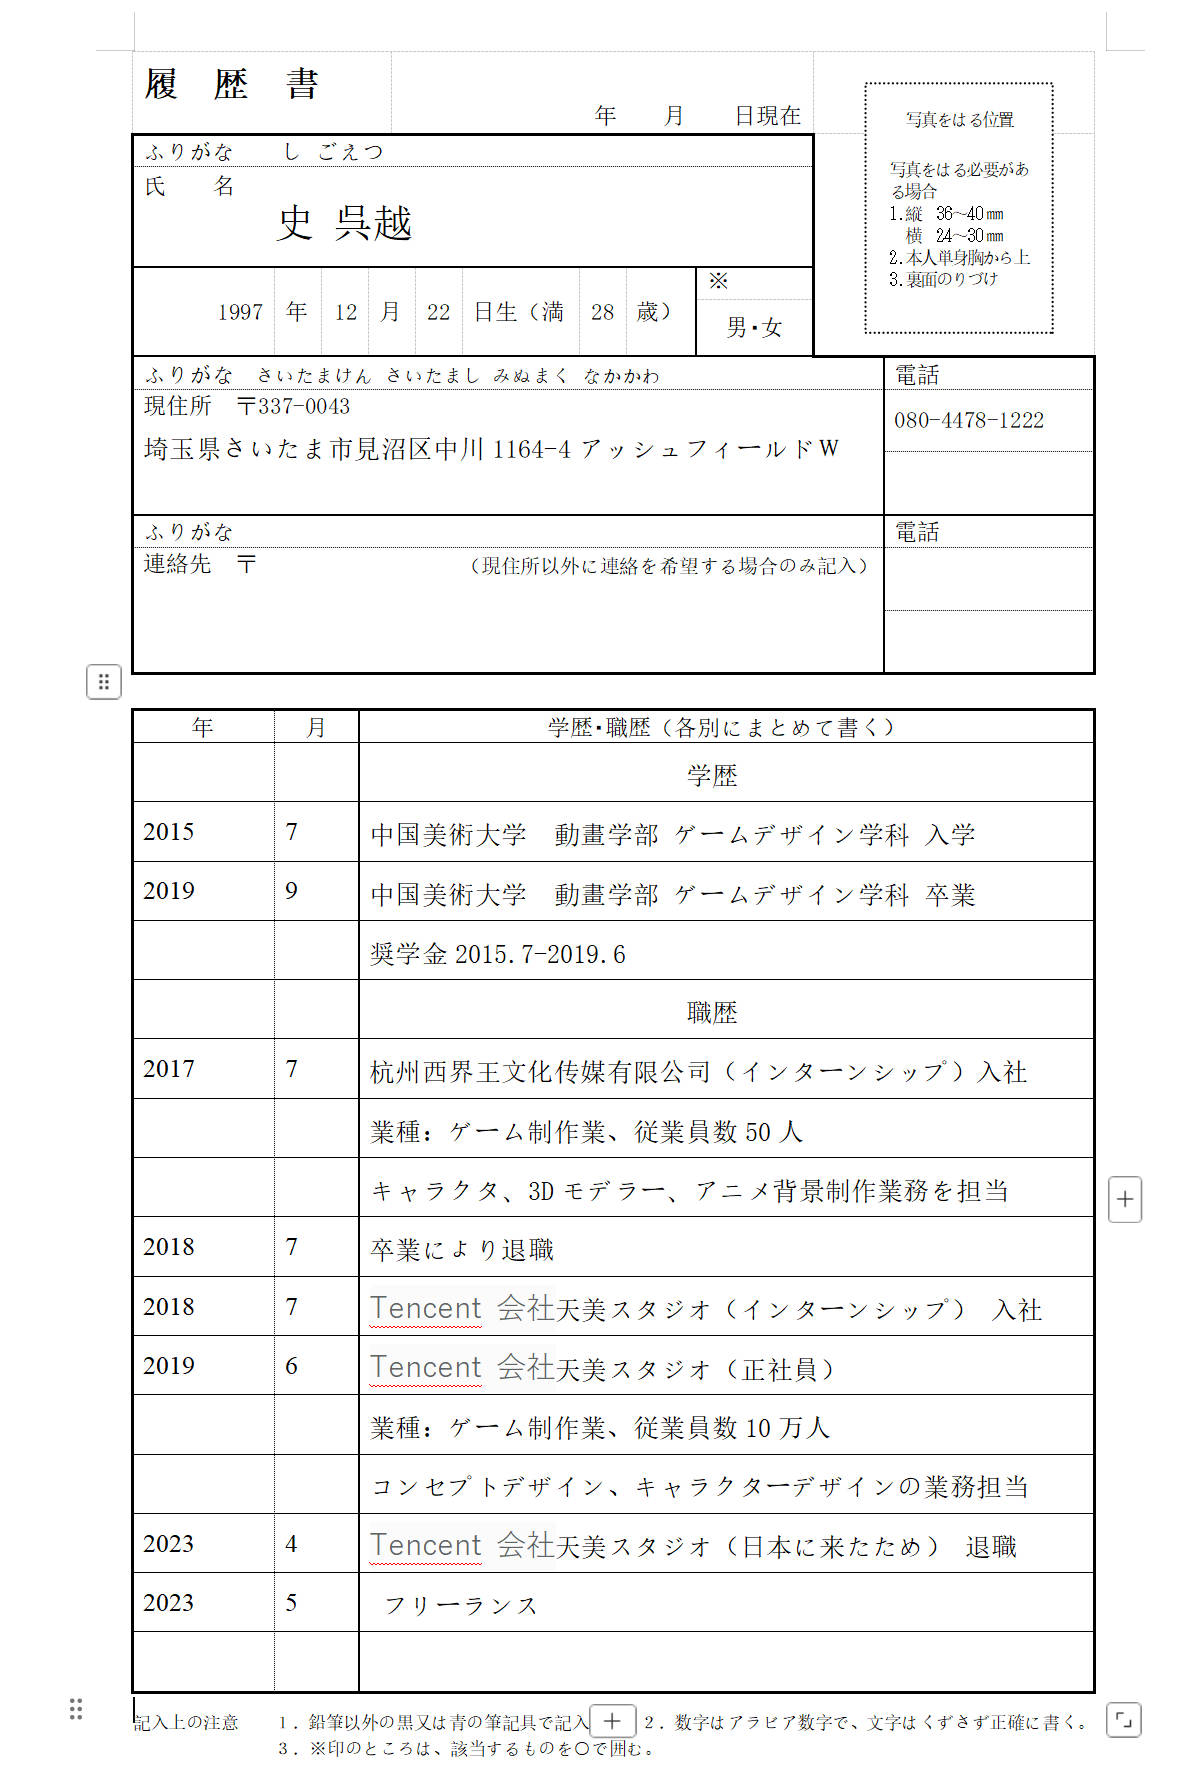 履 歴 書
年 月 日現在
写真をはる位置
写真をはる必要があ
る場合
1.縦 36～40㎜
横 24～30㎜
2.本人単身胸から上
3.裏面のりづけ
ふりがな し ごえつ
氏 名
史 呉越
1997 年 12 月 22 日生（満 28 歳）
※
男・女
ふりがな さいたまけん さいたまし みぬまく なかかわ
電話
現住所 〒337-0043
080-4478-1222
埼玉県さいたま市見沼区中川 1164-4 アッシュフィールドW
ふりがな
電話
連絡先 〒 （現住所以外に連絡を希望する場合のみ記入）
年 月 学歴・職歴（各別にまとめて書く）
学歴
2015 7 中国美術大学 動畫学部 ゲームデザイン学科 入学
2019 9 中国美術大学 動畫学部 ゲームデザイン学科 卒業
奨学金 2015.7-2019.6
職歴
2017 7 杭州西界王文化传媒有限公司（インターンシップ）入社
業種：ゲーム制作業、従業員数 50 人
キャラクタ、3D モデラー、アニメ背景制作業務を担当
2018 7 卒業により退職
2018 7 Tencent 会社天美スタジオ（インターンシップ） 入社
2019 6 Tencent 会社天美スタジオ（正社員）
業種：ゲーム制作業、従業員数 10 万人
コンセプトデザイン、キャラクターデザインの業務担当
2023 4 Tencent 会社天美スタジオ（日本に来たため） 退職
2023 5 フリーランス
記入上の注意 1．鉛筆以外の黒又は青の筆記具で記入 2．数字はアラビア数字で、文字はくずさず正確に書く。
3．※印のところは、該当するものを〇で囲む。